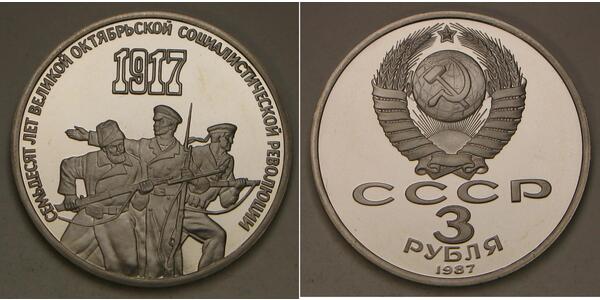 СЕМЬДЕСЯТ ЛЕТ ВЕЛИКОЙ ОКТЯБРЬСКОЙ СОЦИАЛИСТИЧЕСКОЙ РЕВОЛЮЦИИ
1917
СССР
3
РУБЛЯ
1987